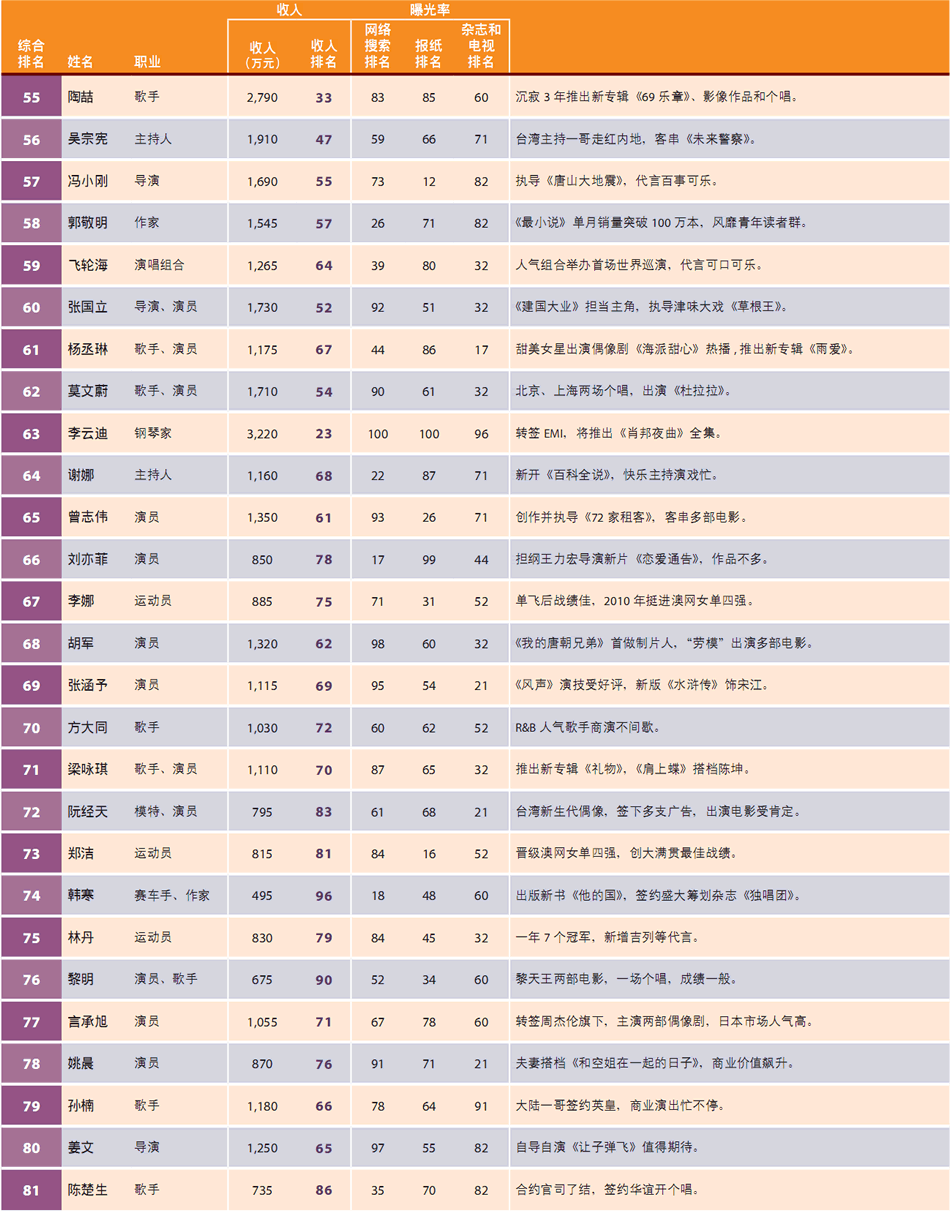 收入 曝光率
综合排名 姓名 职业 收入（万元） 收入排名 网络搜索排名 报纸排名 杂志和电视排名
55 陶喆 歌手 2,790 33 83 85 60 沉寂 3 年推出新专辑《69 乐章》、影像作品和个唱。
56 吴宗宪 主持人 1,910 47 59 66 71 台湾主持一哥走红内地，客串《未来警察》。
57 冯小刚 导演 1,690 55 73 12 82 执导《唐山大地震》，代言百事可乐。
58 郭敬明 作家 1,545 57 26 71 82 《最小说》单月销量突破 100 万本，风靡青年读者群。
59 飞轮海 演唱组合 1,265 64 39 80 32 人气组合举办首场世界巡演，代言可口可乐。
60 张国立 导演、演员 1,730 52 92 51 32 《建国大业》担当主角，执导津味大戏《草根王》。
61 杨丞琳 歌手、演员 1,175 67 44 86 17 甜美女星出演偶像剧《海派甜心》热播 , 推出新专辑《雨爱》。
62 莫文蔚 歌手、演员 1,710 54 90 61 32 北京、上海两场个唱，出演《杜拉拉》。
63 李云迪 钢琴家 3,220 23 100 100 96 转签 EMI，将推出《肖邦夜曲》全集。
64 谢娜 主持人 1,160 68 22 87 71 新开《百科全说》，快乐主持演戏忙。
65 曾志伟 演员 1,350 61 93 26 71 创作并执导《72 家租客》，客串多部电影。
66 刘亦菲 演员 850 78 17 99 44 担纲王力宏导演新片《恋爱通告》，作品不多。
67 李娜 运动员 885 75 71 31 52 单飞后战绩佳，2010 年挺进澳网女单四强。
68 胡军 演员 1,320 62 98 60 32 《我的唐朝兄弟》首做制片人，“劳模”出演多部电影。
69 张涵予 演员 1,115 69 95 54 21 《风声》演技受好评，新版《水浒传》饰宋江。
70 方大同 歌手 1,030 72 60 62 52 R&B 人气歌手商演不间歇。
71 梁咏琪 歌手、演员 1,110 70 87 65 32 推出新专辑《礼物》，《肩上蝶》搭档陈坤。
72 阮经天 模特、演员 795 83 61 68 21 台湾新生代偶像，签下多支广告，出演电影受肯定。
73 郑洁 运动员 815 81 84 16 52 晋级澳网女单四强，创大满贯最佳战绩。
74 韩寒 赛车手、作家 495 96 18 48 60 出版新书《他的国》，签约盛大筹划杂志《独唱团》。
75 林丹 运动员 830 79 84 45 32 一年 7 个冠军，新增吉列等代言。
76 黎明 演员、歌手 675 90 52 34 60 黎天王两部电影，一场个唱，成绩一般。
77 言承旭 演员 1,055 71 67 78 60 转签周杰伦旗下，主演两部偶像剧，日本市场人气高。
78 姚晨 演员 870 76 91 71 21 夫妻搭档《和空姐在一起的日子》，商业价值飙升。
79 孙楠 歌手 1,180 66 78 64 91 大陆一哥签约英皇，商业演出忙不停。
80 姜文 导演 1,250 65 97 55 82 自导自演《让子弹飞》值得期待。
81 陈楚生 歌手 735 86 35 70 82 合约官司了结，签约华谊开个唱。